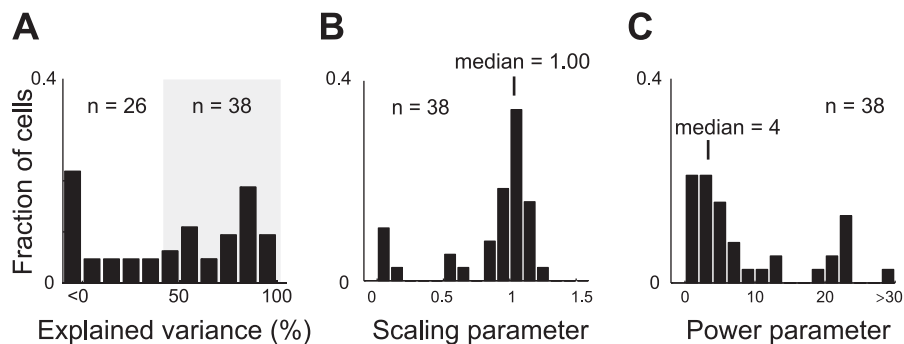 A
B
C
median = 1.00
0.4
n = 26
n = 38
0.4
n = 38
0.4
n = 38
median = 4
Fraction of cells
0
0
0
<0
50
100
0
0.5
1
1.5
0
10
20
>30
Explained variance (%)
Scaling parameter
Power parameter